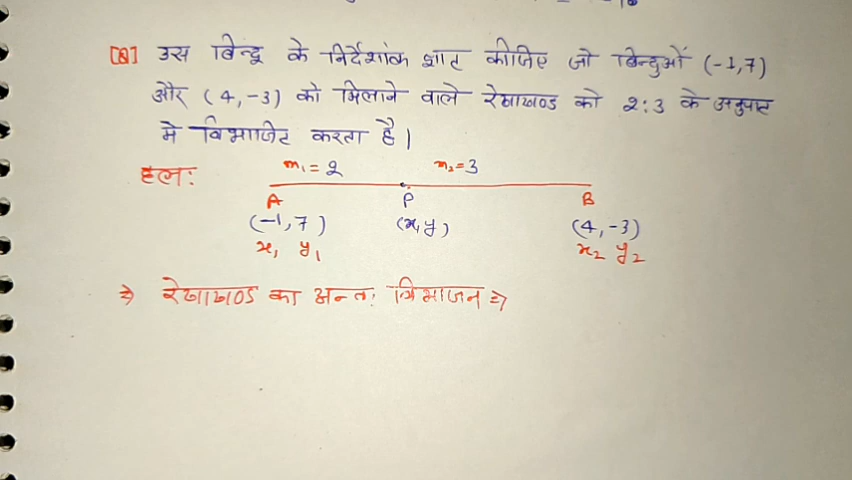 [Q] उस बिन्दू के निर्देशांक ज्ञात कीजिए जो बिन्दुओं (-1,7)
और (4,-3) को मिलाने वाले रेखाखण्ड को 2:3 के अनुपात
मे विभाजित करता है।
हल:
m₁=2 m₂=3
A P B
(-1,7) (x,y) (4,-3)
x₁ y₁ x₂ y₂
⇒ रेखाखण्ड का अन्त: विभाजन ⇒